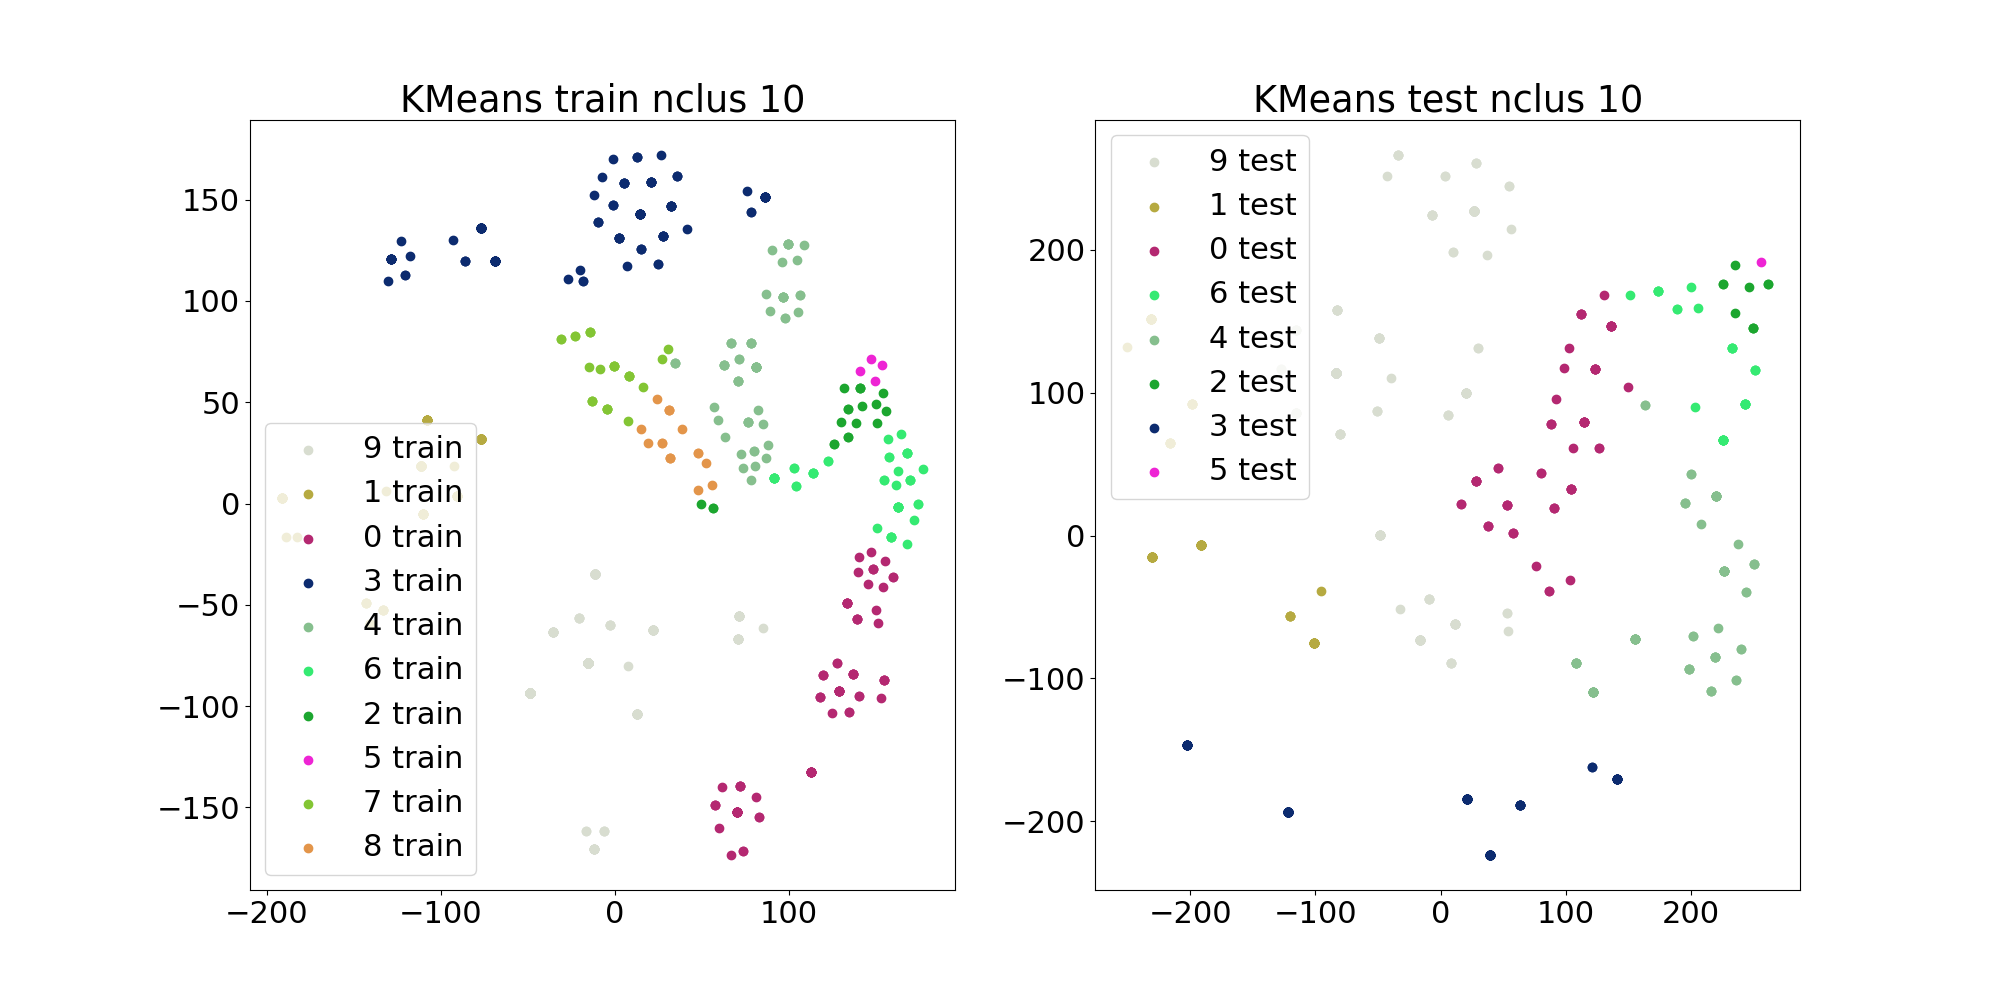 KMeans train nclus 10
150
100
50
0
−50
−100
−150
−200
−100
0
100
9 train
1 train
0 train
3 train
4 train
6 train
2 train
5 train
7 train
8 train
KMeans test nclus 10
200
100
0
−100
−200
−200
−100
0
100
200
9 test
1 test
0 test
6 test
4 test
2 test
3 test
5 test